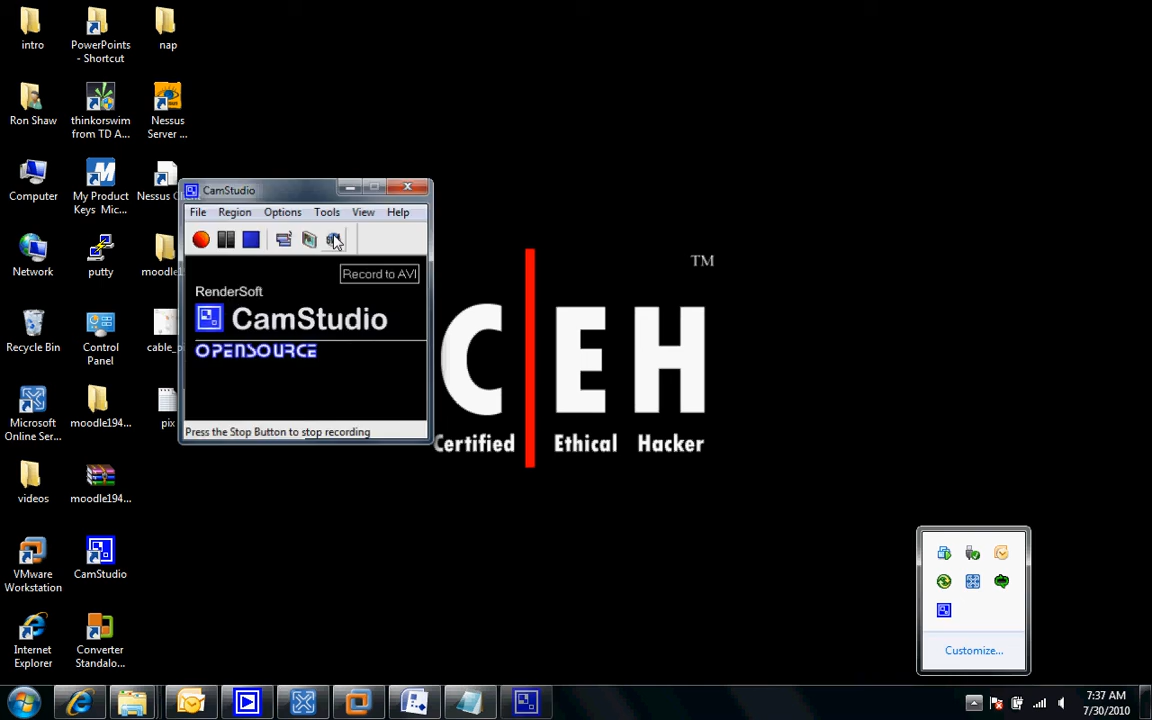 intro
PowerPoints
- Shortcut
nap
Ron Shaw
thinkorswim
from TD A...
Nessus
Server ...
Computer
My Product
Keys Mic...
Network
putty
Recycle Bin
Control
Panel
Microsoft
Online Ser...
moodle194...
pix
videos
moodle194...
VMware
Workstation
CamStudio
Internet
Explorer
Converter
Standalo...
CamStudio
File Region Options Tools View Help
Record to AVI
RenderSoft
CamStudio
OPENSOURCE
Press the Stop Button to stop recording
TM
C|EH
Certified Ethical Hacker
Customize...
7:37 AM
7/30/2010